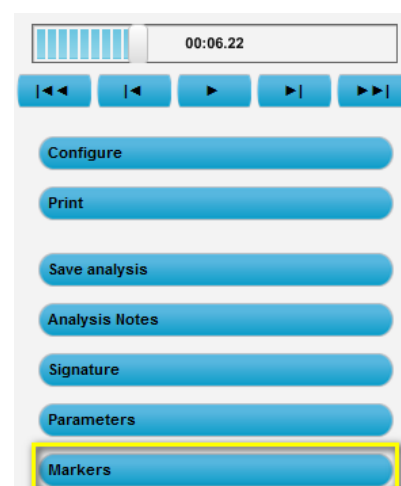 00:06.22
Configure
Print
Save analysis
Analysis Notes
Signature
Parameters
Markers